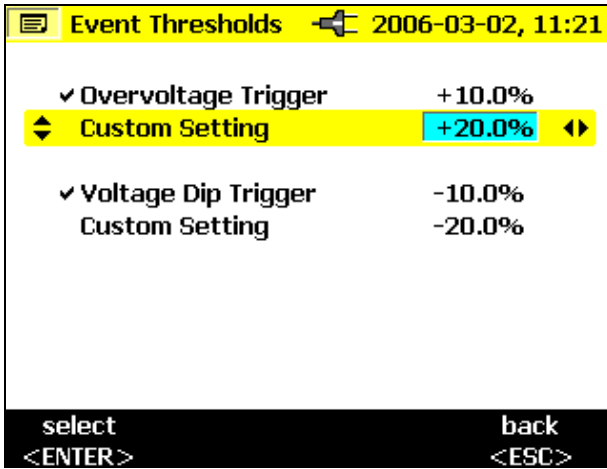 Event Thresholds 2006-03-02, 11:21
✓ Overvoltage Trigger +10.0%
Custom Setting +20.0%
✓ Voltage Dip Trigger -10.0%
Custom Setting -20.0%
select back
<ENTER> <ESC>